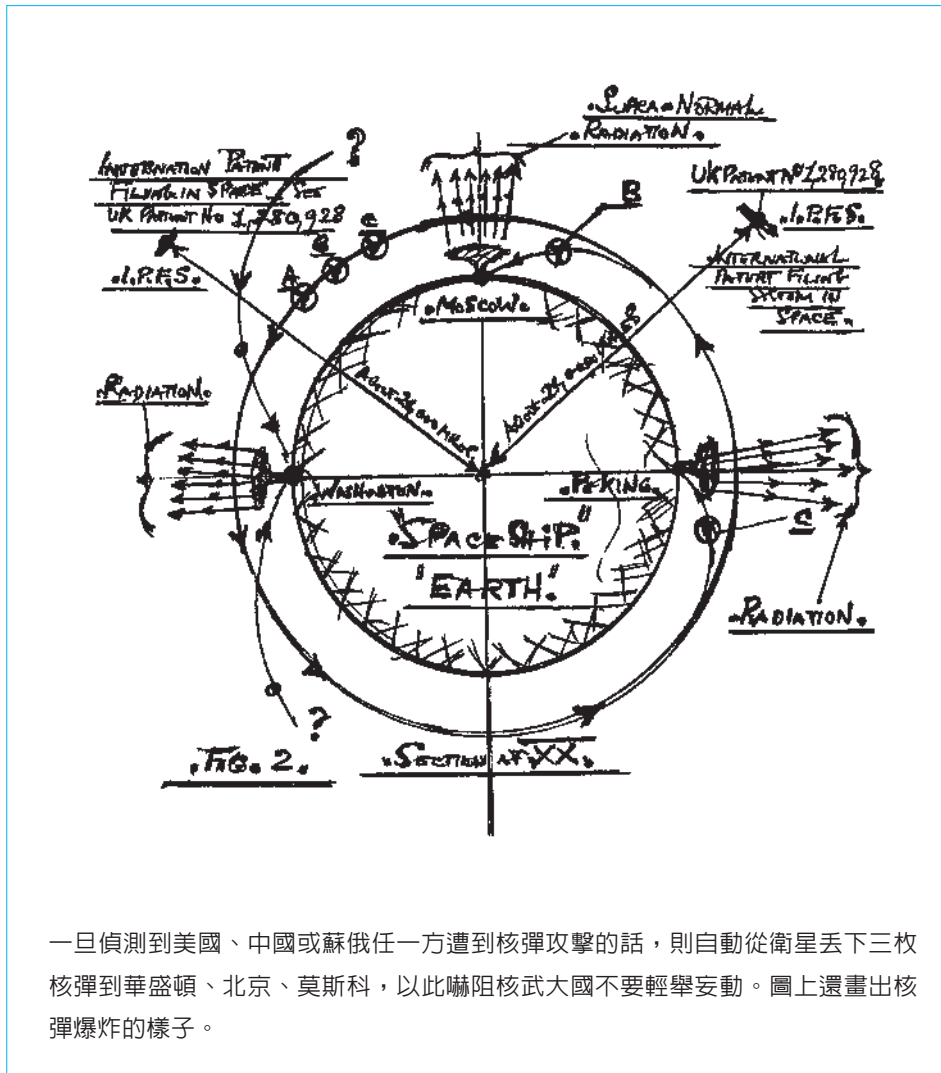 .SUPRA-NORMAL
.RADIATION.
INTERNATION PATENT
FILING IN SPACE SEE
UK PATENT NO 1,280,928
.I.P.F.S.
?
UK PATENT Nº 1,280,928
.I.P.F.S.
INTERNATIONAL
PATENT FILING
SYSTEM IN
SPACE.
B
C
A
.MOSCOW.
ABOUT 24,000 MILES
.RADIATION.
.WASHINGTON.
.PEKING.
C
"SPACE SHIP."
"EARTH."
.RADIATION.
?
.FIG. 2.
.SECTION AT XX.
一旦偵測到美國、中國或蘇俄任一方遭到核彈攻擊的話，則自動從衛星丟下三枚
核彈到華盛頓、北京、莫斯科，以此嚇阻核武大國不要輕舉妄動。圖上還畫出核
彈爆炸的樣子。